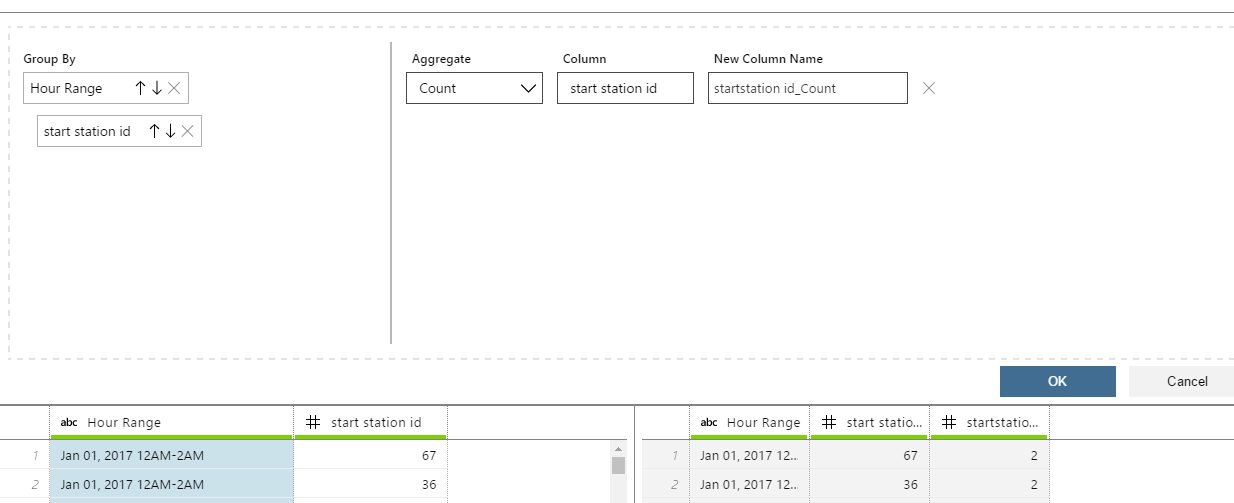 Group By
Aggregate Column New Column Name
Hour Range
Count start station id startstation id_Count
start station id
OK Cancel
abc Hour Range # start station id abc Hour Range # start statio... # startstatio...
1 Jan 01, 2017 12AM-2AM 67 1 Jan 01, 2017 12... 67 2
2 Jan 01, 2017 12AM-2AM 36 2 Jan 01, 2017 12... 36 2